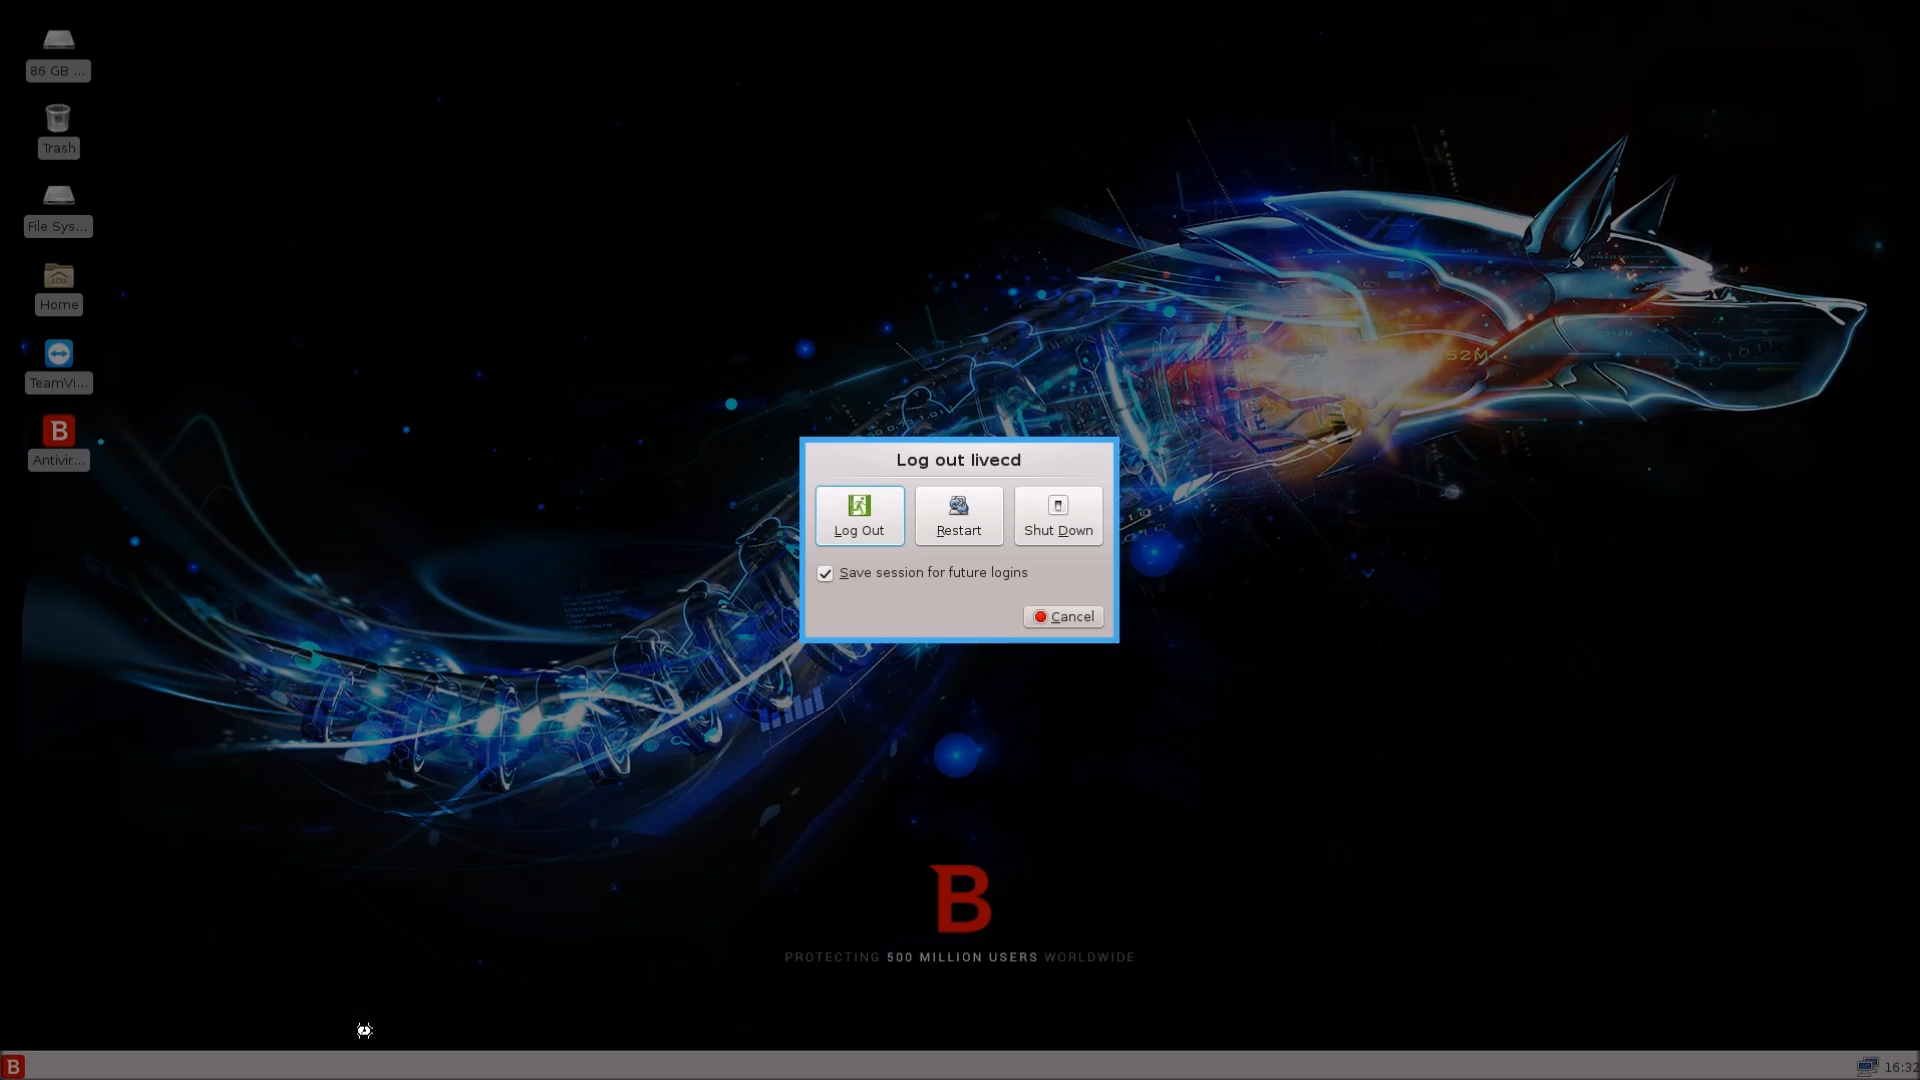 86 GB ...
Trash
File Sys...
Home
TeamVi...
B
Antivir...
52M
Log out livecd
Log Out
Restart
Shut Down
Save session for future logins
Cancel
B
PROTECTING 500 MILLION USERS WORLDWIDE
B
16:32